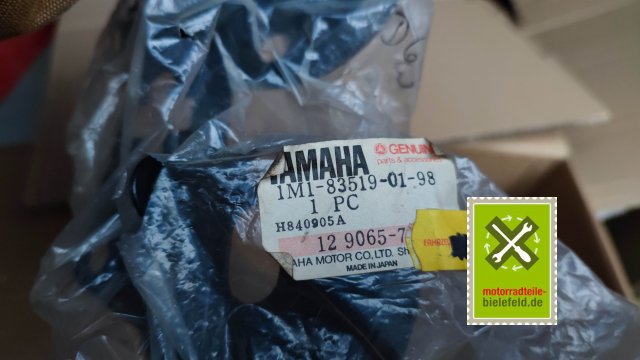 YAMAHA GENUINE
parts & accessories
1M1-83519-01-98
1 PC
H840905A
12 9065-7
AHA MOTOR CO., LTD. SH
MADE IN JAPAN
motorradteile-
bielefeld.de